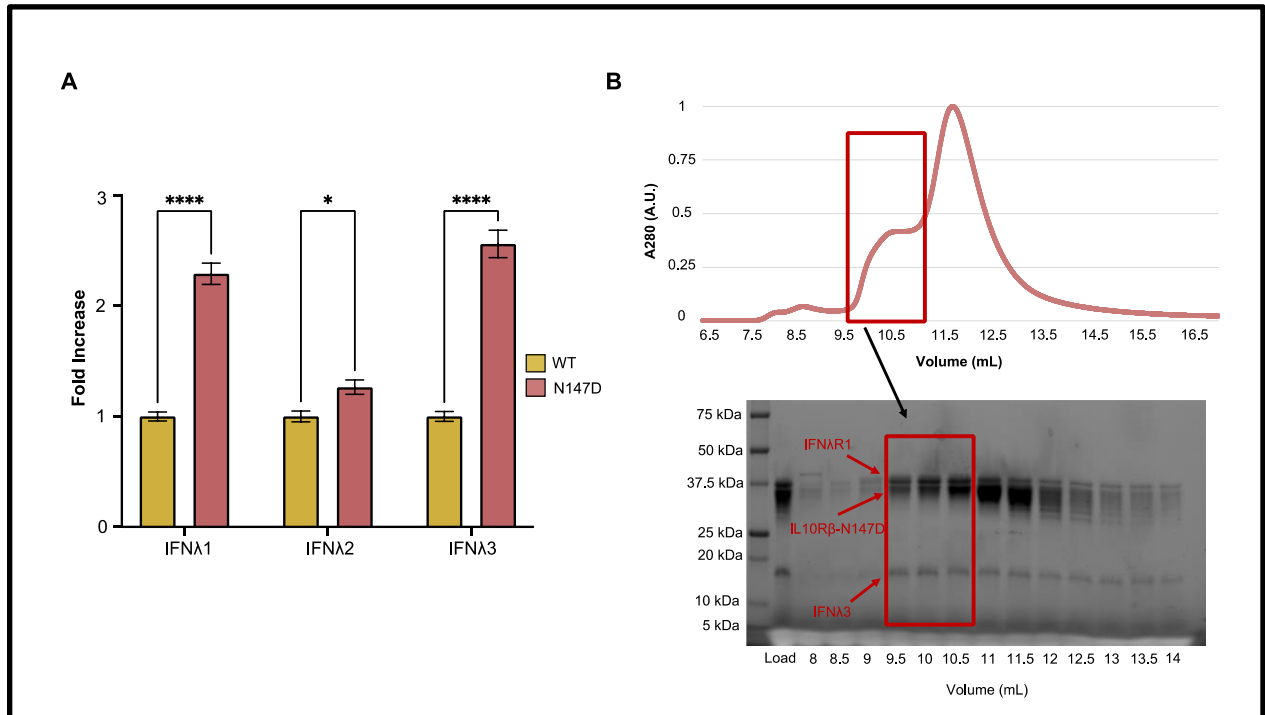 A
Fold Increase
3
2
1
0
****
*
****
IFNλ1
IFNλ2
IFNλ3
WT
N147D
B
A280 (A.U.)
1
0.75
0.5
0.25
0
6.5 7.5 8.5 9.5 10.5 11.5 12.5 13.5 14.5 15.5 16.5
Volume (mL)
75 kDa
50 kDa
37.5 kDa
25 kDa
20 kDa
10 kDa
5 kDa
IFNλR1
IL10Rβ-N147D
IFNλ3
Load 8 8.5 9 9.5 10 10.5 11 11.5 12 12.5 13 13.5 14
Volume (mL)